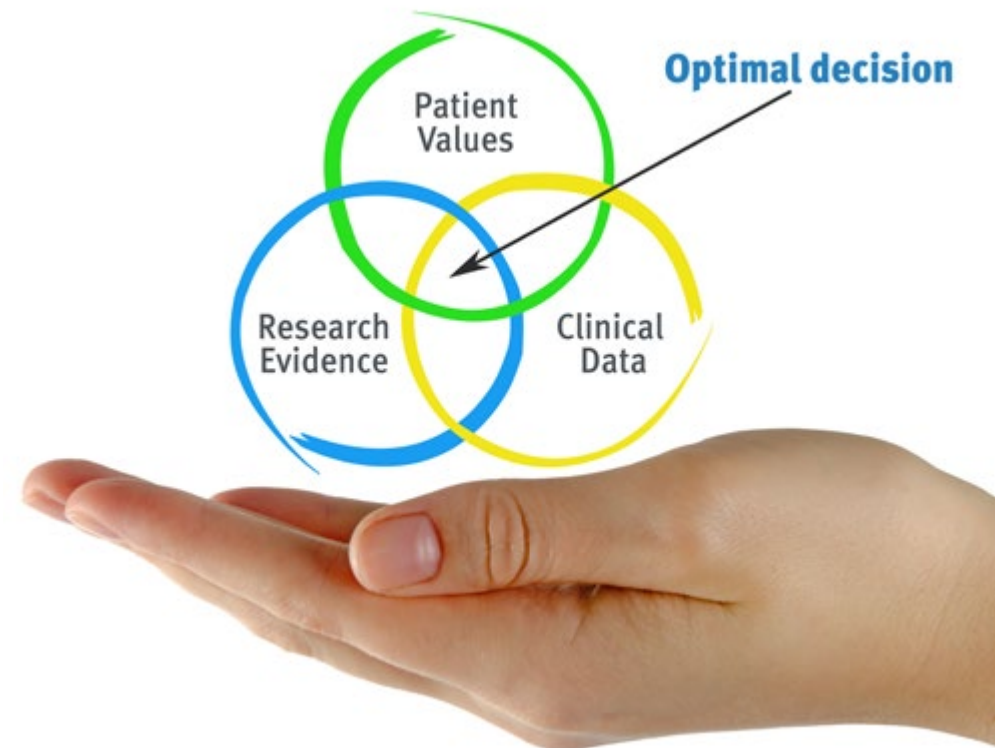 Optimal decision
Patient
Values
Research
Evidence
Clinical
Data